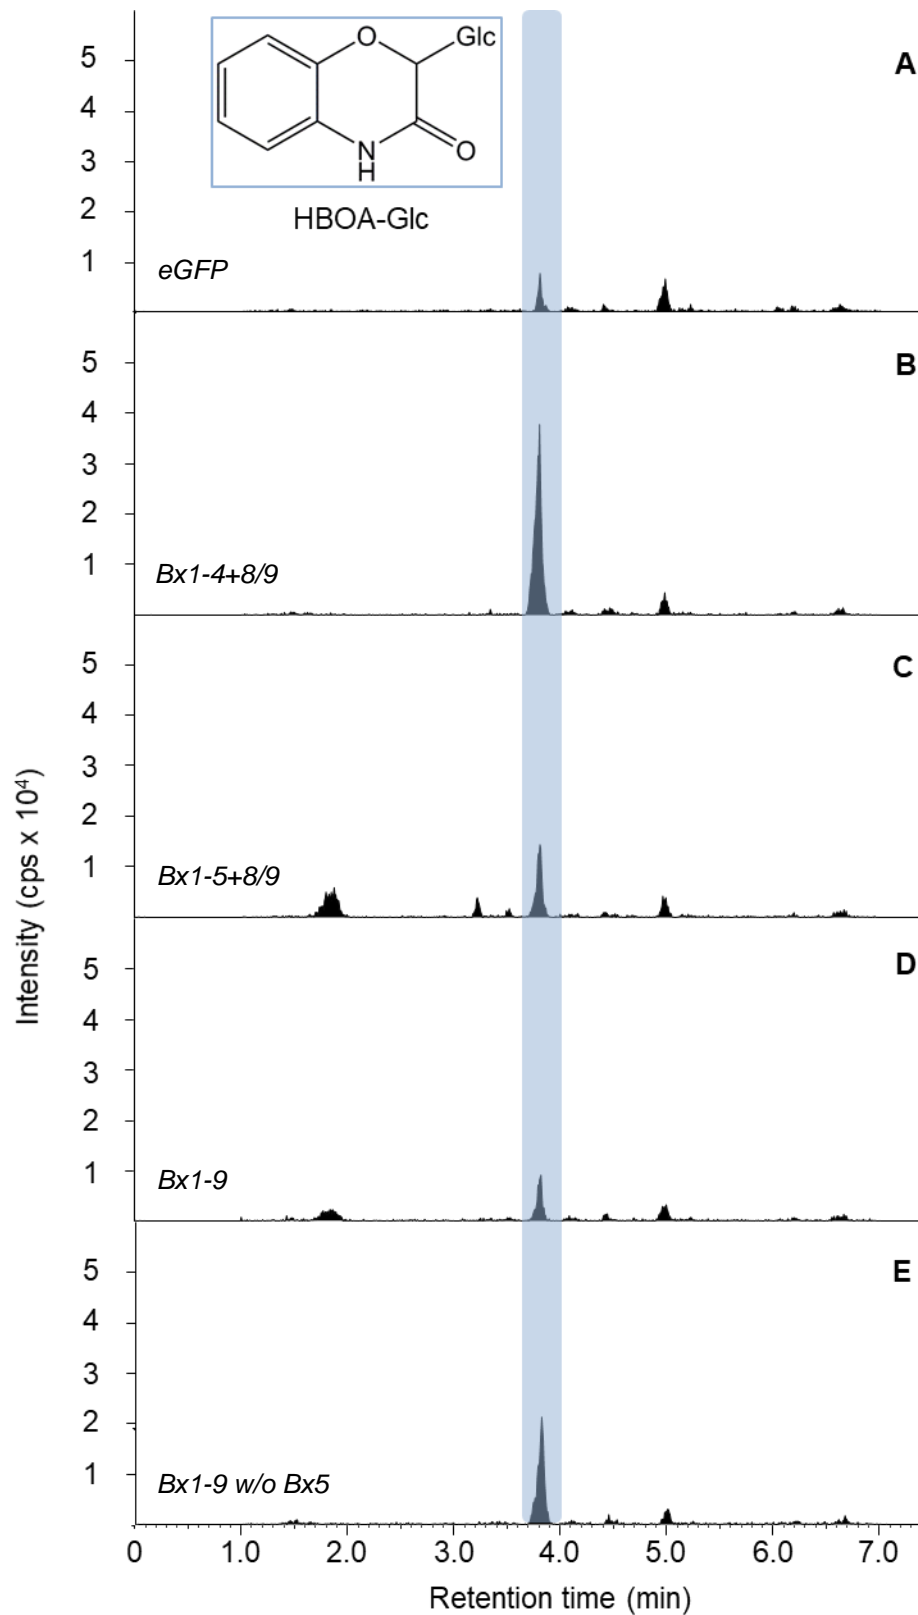 O
Glc
N
H
O
HBOA-Glc
A
5
4
3
2
1
eGFP
B
5
4
3
2
1
Bx1-4+8/9
C
5
4
3
2
1
Bx1-5+8/9
D
5
4
3
2
1
Bx1-9
E
5
4
3
2
1
Bx1-9 w/o Bx5
Intensity (cps x 10⁴)
0 1.0 2.0 3.0 4.0 5.0 6.0 7.0
Retention time (min)